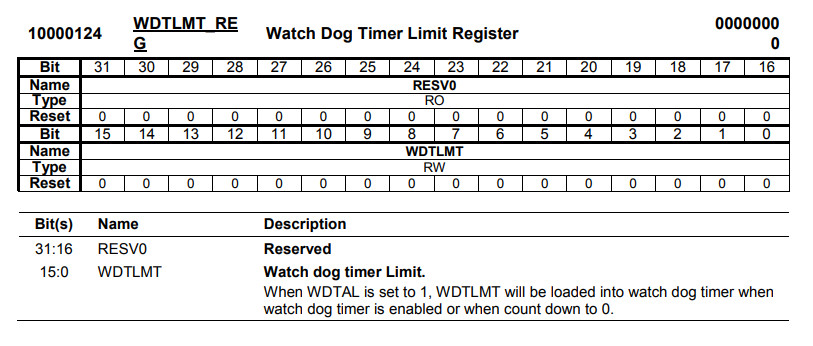 10000124 WDTLMT_RE Watch Dog Timer Limit Register 0000000
G 0
Bit 31 30 29 28 27 26 25 24 23 22 21 20 19 18 17 16
Name RESV0
Type RO
Reset 0 0 0 0 0 0 0 0 0 0 0 0 0 0 0 0
Bit 15 14 13 12 11 10 9 8 7 6 5 4 3 2 1 0
Name WDTLMT
Type RW
Reset 0 0 0 0 0 0 0 0 0 0 0 0 0 0 0 0
Bit(s) Name Description
31:16 RESV0 Reserved
15:0 WDTLMT Watch dog timer Limit.
When WDTAL is set to 1, WDTLMT will be loaded into watch dog timer when
watch dog timer is enabled or when count down to 0.